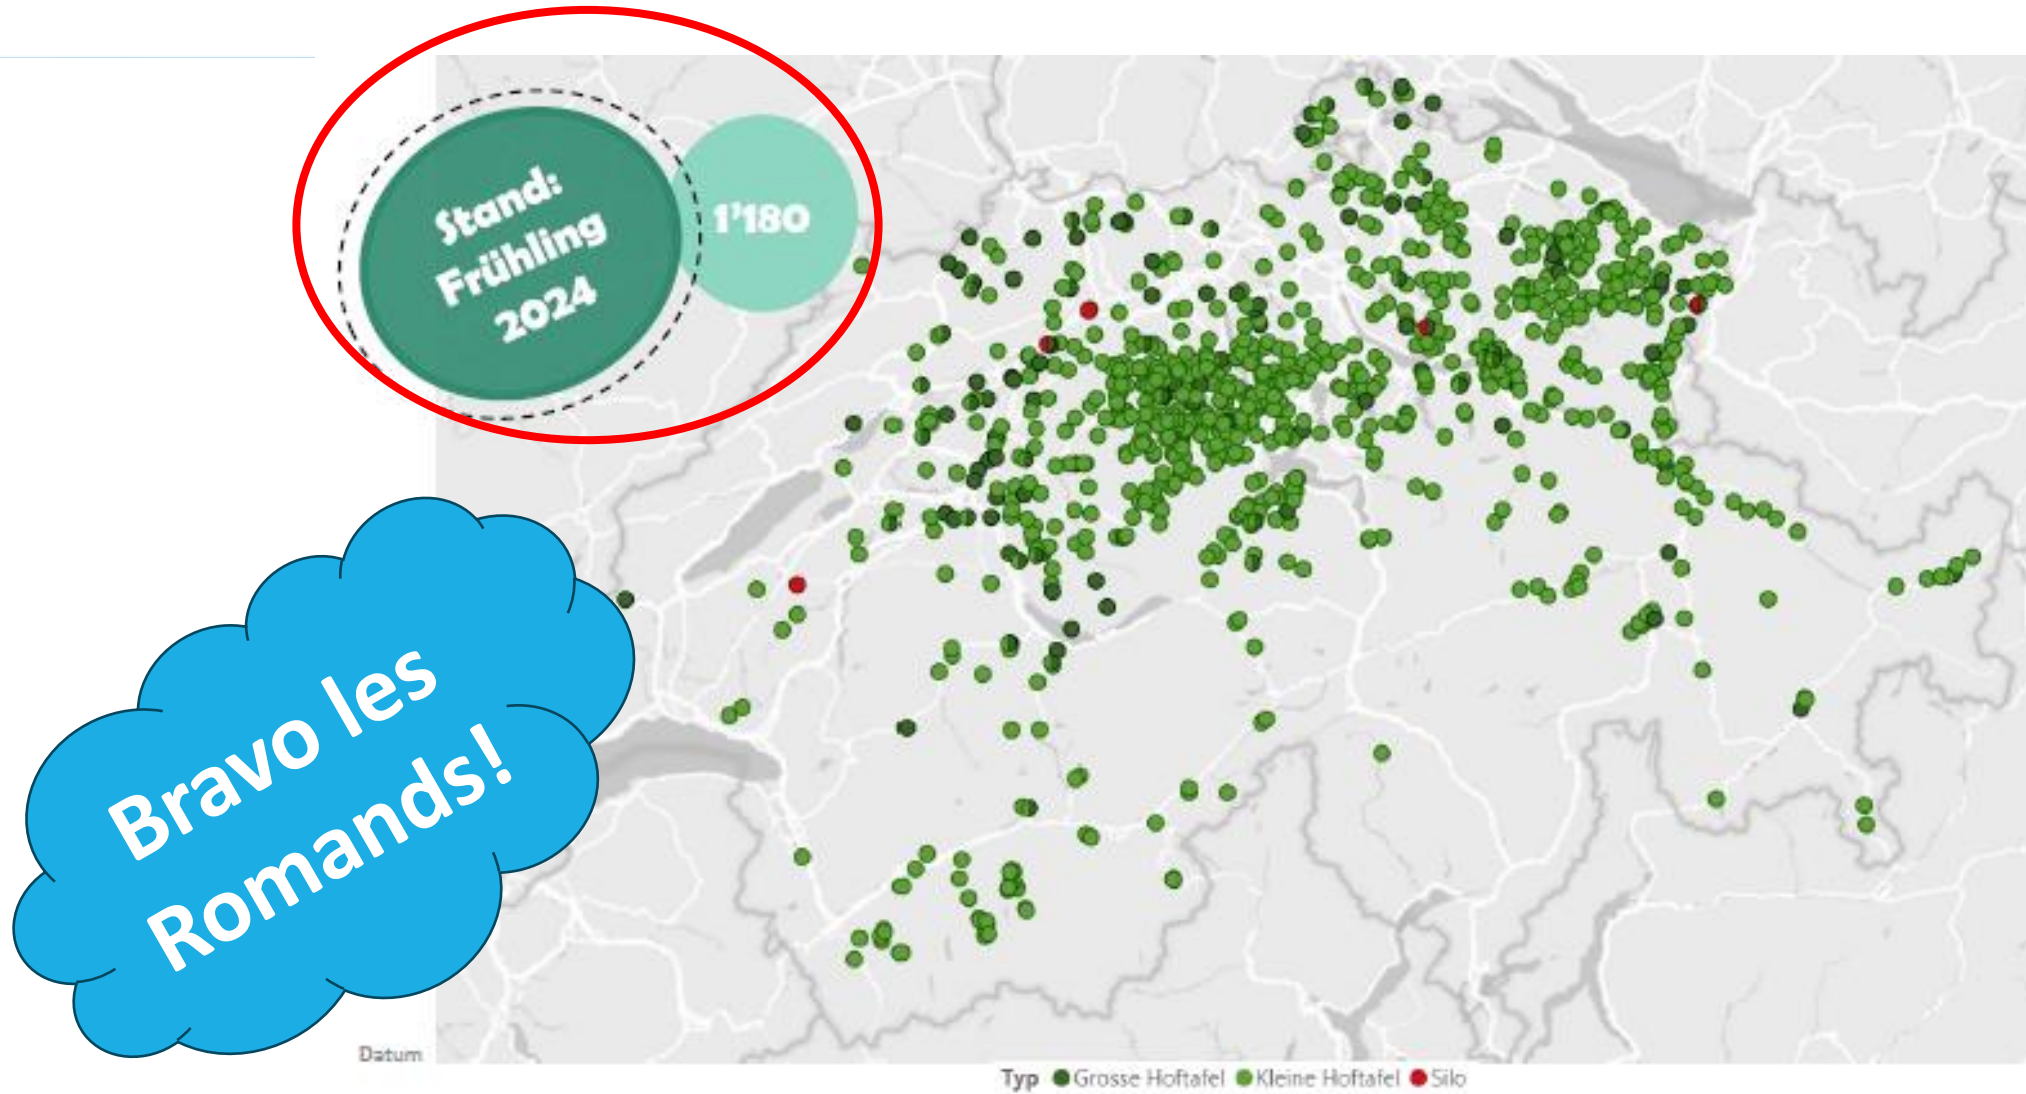 Stand:
Frühling
2024
1'180
Bravo les
Romands!
Datum
Typ Grosse Hoftafel Kleine Hoftafel Silo